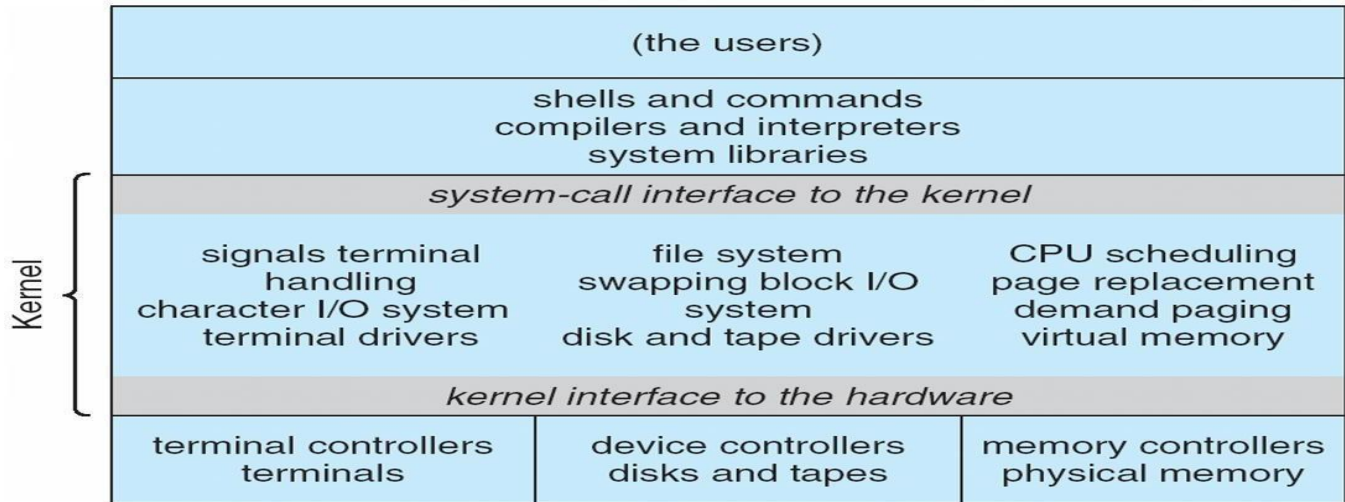 (the users)
shells and commands
compilers and interpreters
system libraries
Kernel
system-call interface to the kernel
signals terminal
handling
character I/O system
terminal drivers
file system
swapping block I/O
system
disk and tape drivers
CPU scheduling
page replacement
demand paging
virtual memory
kernel interface to the hardware
terminal controllers
terminals
device controllers
disks and tapes
memory controllers
physical memory